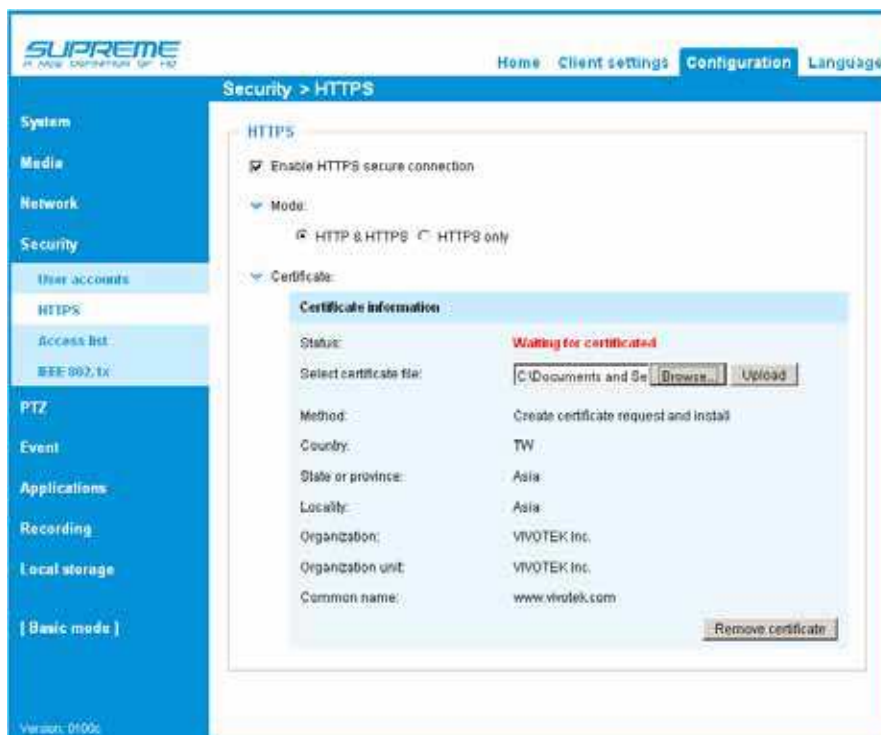 SUPREME
A NEW DEFINITION OF HD
Home Client settings Configuration Language
Security > HTTPS
System
Media
Network
Security
User accounts
HTTPS
Access list
IEEE 802.1x
PTZ
Event
Applications
Recording
Local storage
[ Basic mode ]
Version: 0100c
HTTPS
Enable HTTPS secure connection
Mode:
HTTP & HTTPS HTTPS only
Certificate:
Certificate information
Status: Waiting for certificated
Select certificate file: C:\Documents and Se Browse... Upload
Method: Create certificate request and install
Country: TW
State or province: Asia
Locality: Asia
Organization: VIVOTEK Inc.
Organization unit: VIVOTEK Inc.
Common name: www.vivotek.com
Remove certificate